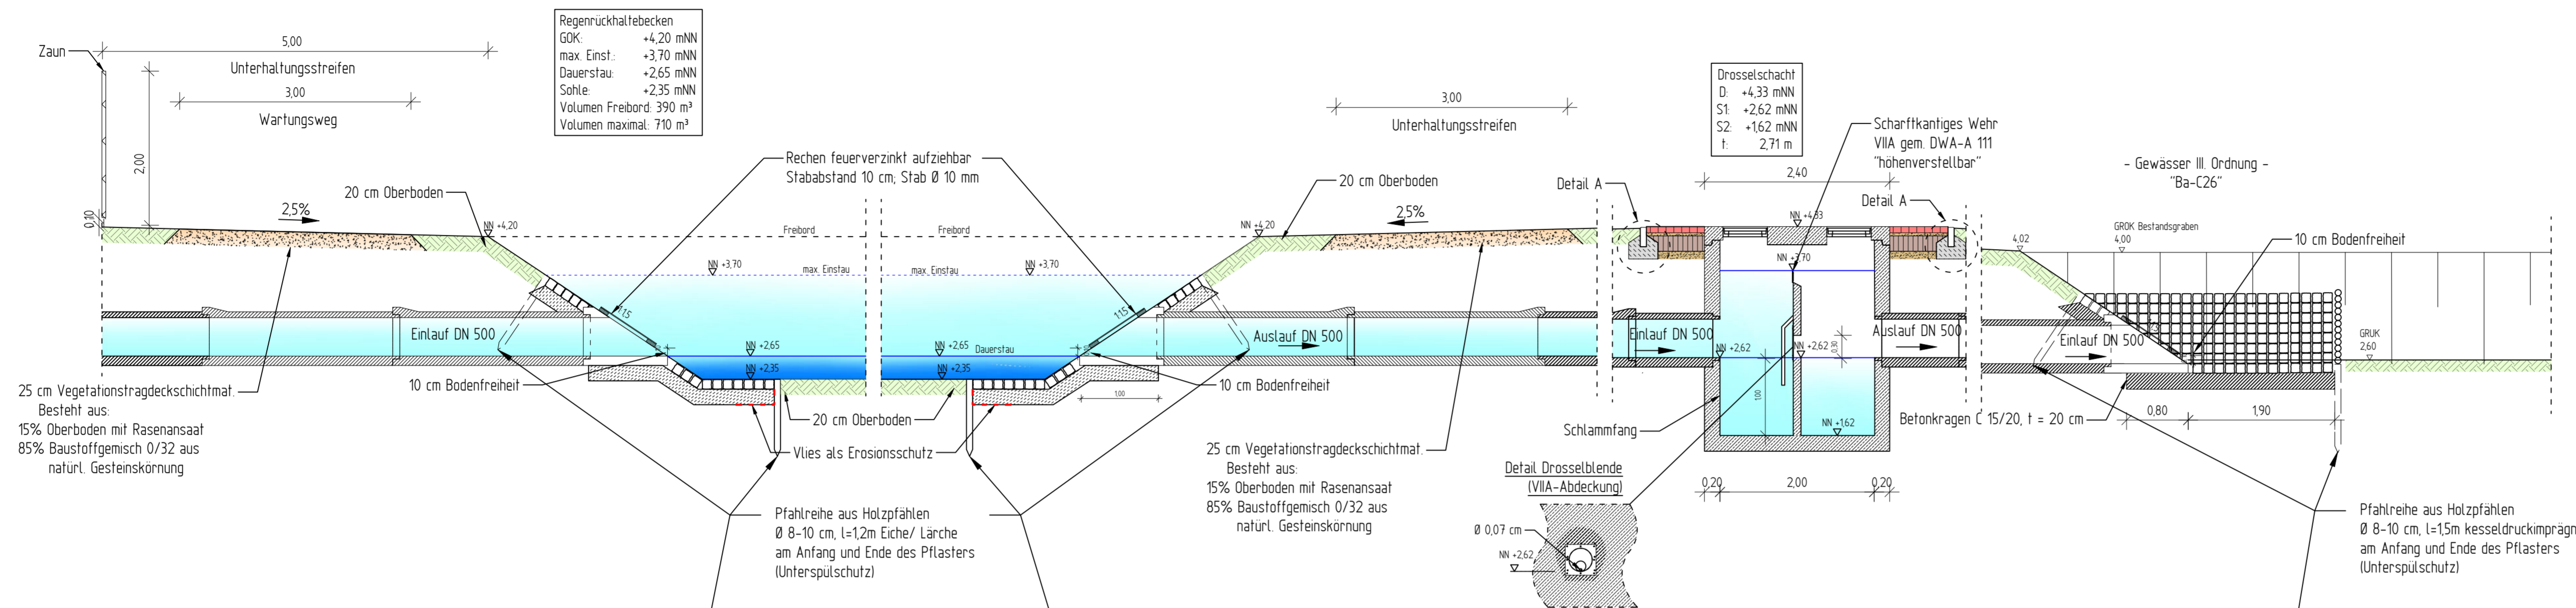 Zaun
5,00
Unterhaltungsstreifen
3,00
Wartungsweg
2,00
0,10
2,5%
20 cm Oberboden
NN +4,20
Regenrückhaltebecken
GOK: +4,20 mNN
max. Einst.: +3,70 mNN
Dauerstau: +2,65 mNN
Sohle: +2,35 mNN
Volumen Freibord: 390 m³
Volumen maximal: 710 m³
Rechen feuerverzinkt aufziehbar
Stababstand 10 cm; Stab Ø 10 mm
Freibord
Freibord
NN +3,70
max. Einstau
max. Einstau
NN +3,70
NN +4,20
1:1,5
1:1,5
Einlauf DN 500
NN +2,65
NN +2,35
NN +2,65
Dauerstau
NN +2,35
10 cm Bodenfreiheit
10 cm Bodenfreiheit
1,00
20 cm Oberboden
Vlies als Erosionsschutz
25 cm Vegetationstragdeckschichtmat.
Besteht aus:
15% Oberboden mit Rasenansaat
85% Baustoffgemisch 0/32 aus
natürl. Gesteinskörnung
Pfahlreihe aus Holzpfählen
Ø 8-10 cm, l=1,2m Eiche/ Lärche
am Anfang und Ende des Pflasters
(Unterspülschutz)
3,00
Unterhaltungsstreifen
20 cm Oberboden
2,5%
Auslauf DN 500
25 cm Vegetationstragdeckschichtmat.
Besteht aus:
15% Oberboden mit Rasenansaat
85% Baustoffgemisch 0/32 aus
natürl. Gesteinskörnung
Drosselschacht
D: +4,33 mNN
S1: +2,62 mNN
S2: +1,62 mNN
t: 2,71 m
Scharftkantiges Wehr
VIIA gem. DWA-A 111
"höhenverstellbar"
2,40
Detail A
Detail A
NN +4,33
NN +3,70
Einlauf DN 500
Auslauf DN 500
NN +2,62
NN +2,62
0,30
1,00
NN +1,62
Schlammfang
0,20
2,00
0,20
Detail Drosselblende
(VIIA-Abdeckung)
Ø 0,07 cm
NN +2,62
- Gewässer III. Ordnung -
"Ba-C26"
4,02
GROK Bestandsgraben
4,00
10 cm Bodenfreiheit
Einlauf DN 500
GRUK
2,60
Betonkragen C 15/20, t = 20 cm
0,80
1,90
Pfahlreihe aus Holzpfählen
Ø 8-10 cm, l=1,5m kesseldruckimprägn
am Anfang und Ende des Pflasters
(Unterspülschutz)